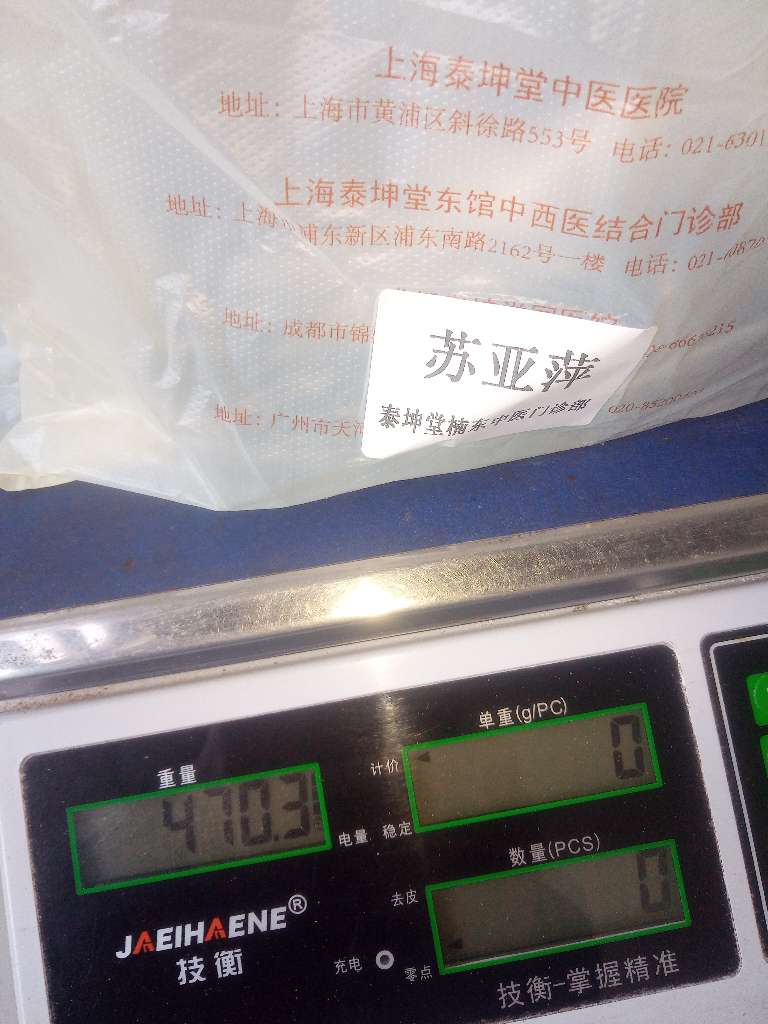 上海泰坤堂中医医院
地址：上海市黄浦区斜徐路553号 电话：021-6301
上海泰坤堂东馆中西医结合门诊部
地址：上海 浦东新区浦东南路2162号一楼 电话：021-
地址：成都市锦
苏亚萍
泰坤堂楠东中医门诊部
地址：广州市天
重量
470.3
单重(g/PC)
计价
0
电量 稳定
数量(PCS)
去皮
0
JAEIHAENE®
技衡
充电
零点
技衡-掌握精准